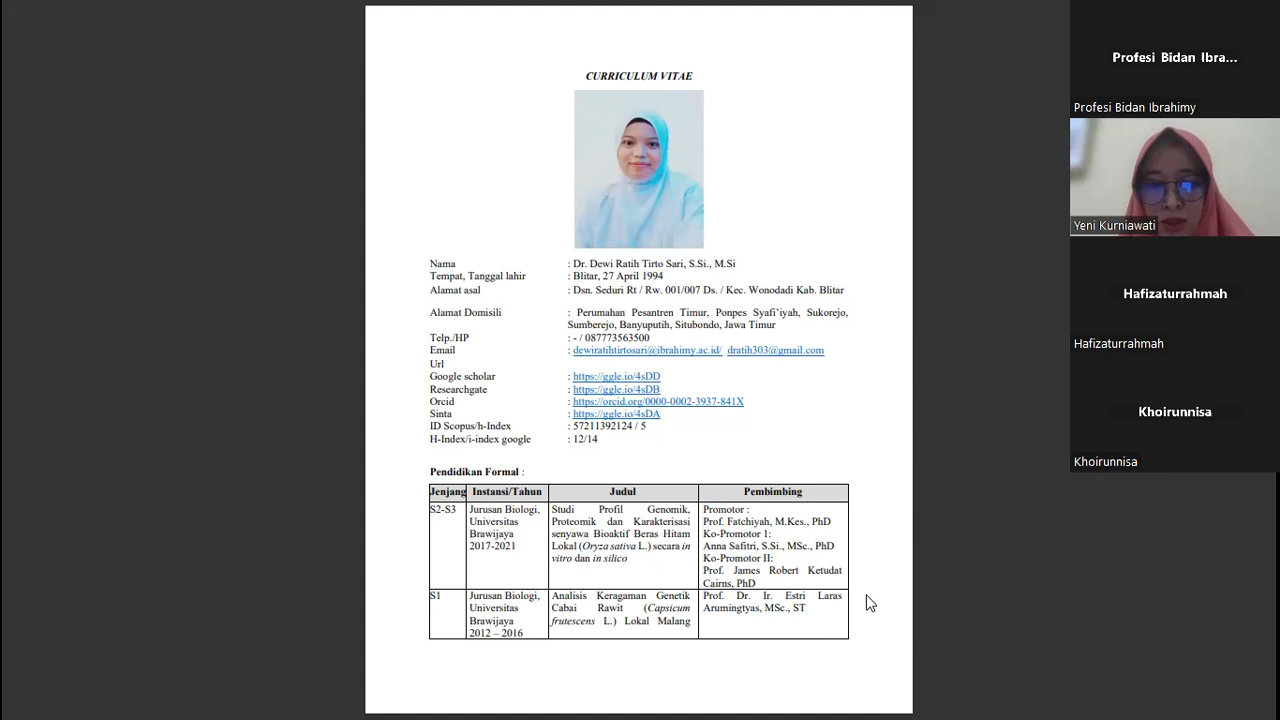 CURRICULUM VITAE
Nama : Dr. Dewi Ratih Tirto Sari, S.Si., M.Si
Tempat, Tanggal lahir : Blitar, 27 April 1994
Alamat asal : Dsn. Seduri Rt / Rw. 001/007 Ds. / Kec. Wonodadi Kab. Blitar
Alamat Domisili : Perumahan Pesantren Timur, Ponpes Syafi'iyah, Sukorejo,
Sumberejo, Banyuputih, Situbondo, Jawa Timur
Telp./HP : - / 087773563500
Email : dewiratihtirtosari@ibrahimy.ac.id/ dratih303@gmail.com
Url
Google scholar : https://ggle.io/4sDD
Researchgate : https://ggle.io/4sDB
Orcid : https://orcid.org/0000-0002-3937-841X
Sinta : https://ggle.io/4sDA
ID Scopus/h-Index : 57211392124 / 5
H-Index/i-index google : 12/14
Pendidikan Formal :
Jenjang Instansi/Tahun Judul Pembimbing
S2-S3
Jurusan Biologi,
Universitas
Brawijaya
2017-2021
Studi Profil Genomik,
Proteomik dan Karakterisasi
senyawa Bioaktif Beras Hitam
Lokal (Oryza sativa L.) secara in
vitro dan in silico
Promotor :
Prof. Fatchiyah, M.Kes., PhD
Ko-Promotor 1:
Anna Safitri, S.Si., MSc., PhD
Ko-Promotor II:
Prof. James Robert Ketudat
Cairns, PhD
S1
Jurusan Biologi,
Universitas
Brawijaya
2012 – 2016
Analisis Keragaman Genetik
Cabai Rawit (Capsicum
frutescens L.) Lokal Malang
Prof. Dr. Ir. Estri Laras
Arumingtyas, MSc., ST
Profesi Bidan Ibra...
Profesi Bidan Ibrahimy
Yeni Kurniawati
Hafizaturrahmah
Hafizaturrahmah
Khoirunnisa
Khoirunnisa